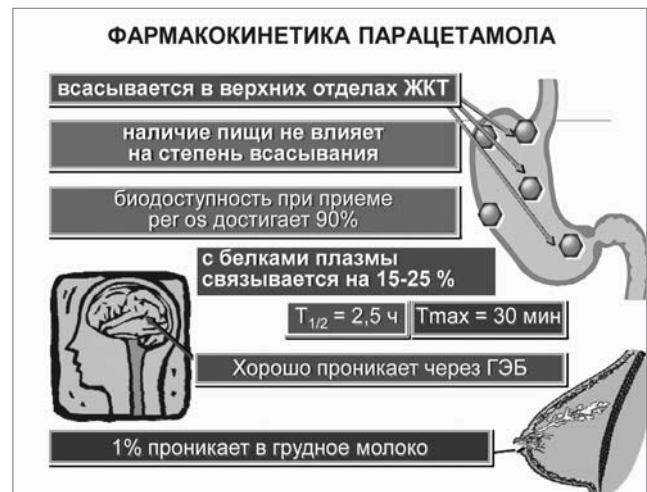 ФАРМАКОКИНЕТИКА ПАРАЦЕТАМОЛА
всасывается в верхних отделах ЖКТ
наличие пищи не влияет
на степень всасывания
биодоступность при приеме
per os достигает 90%
с белками плазмы
связывается на 15-25 %
T1/2 = 2,5 ч
Tmax = 30 мин
Хорошо проникает через ГЭБ
1% проникает в грудное молоко